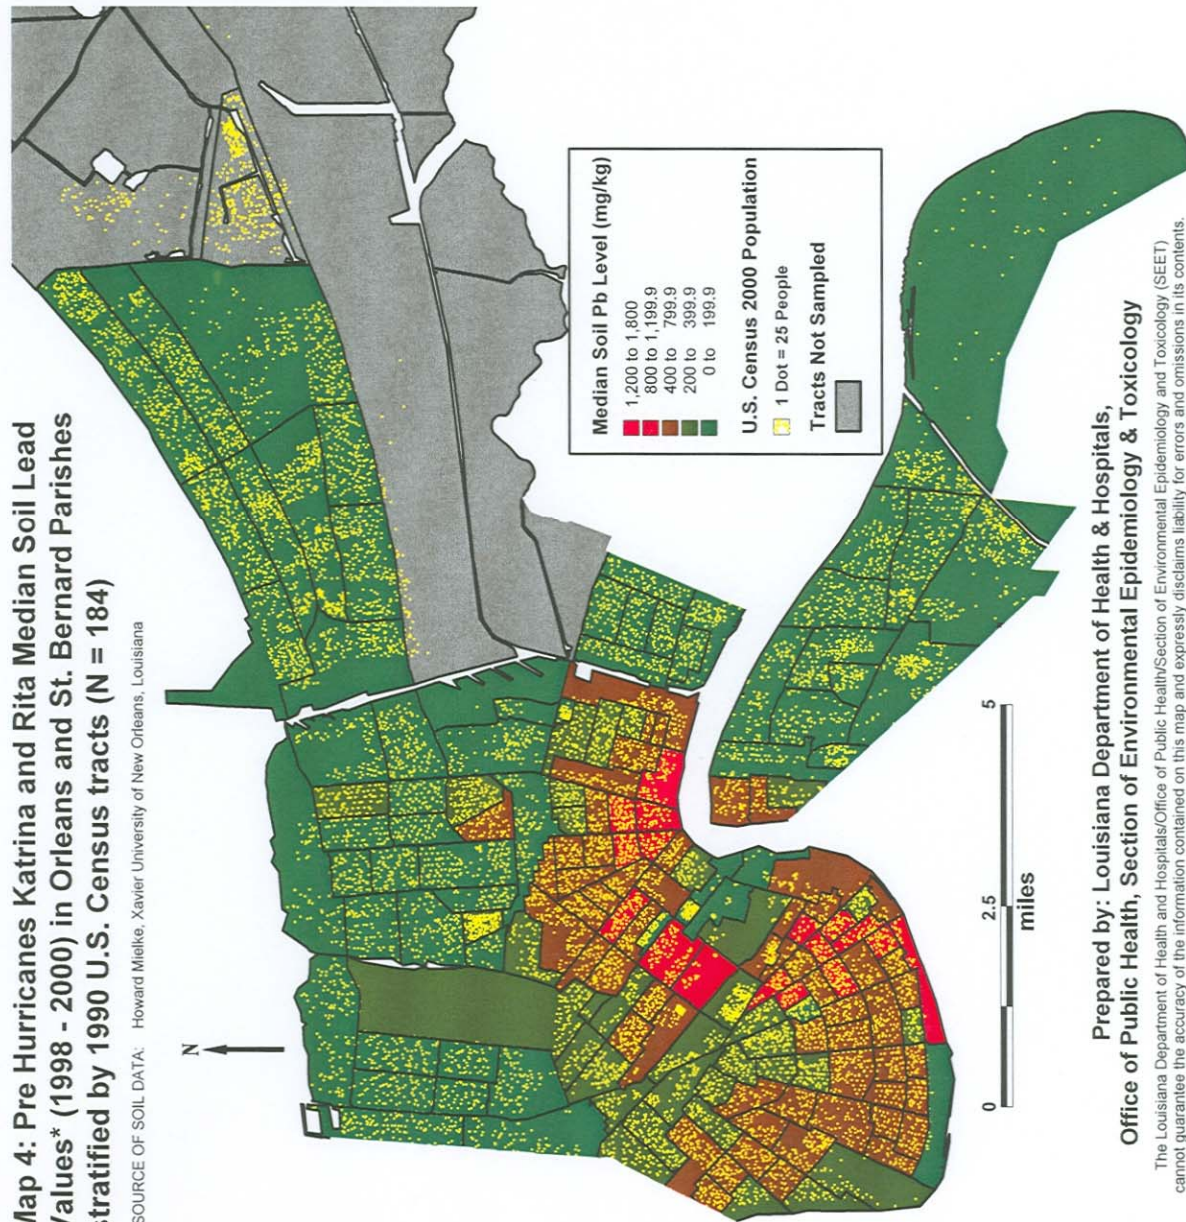 Map 4: Pre Hurricanes Katrina and Rita Median Soil Lead
Values* (1998 - 2000) in Orleans and St. Bernard Parishes
stratified by 1990 U.S. Census tracts (N = 184)
SOURCE OF SOIL DATA: Howard Mielke, Xavier University of New Orleans, Louisiana
N
Median Soil Pb Level (mg/kg)
1,200 to 1,800
800 to 1,199.9
400 to 799.9
200 to 399.9
0 to 199.9
U.S. Census 2000 Population
1 Dot = 25 People
Tracts Not Sampled
0 2.5 5
miles
Prepared by: Louisiana Department of Health & Hospitals,
Office of Public Health, Section of Environmental Epidemiology & Toxicology
The Louisiana Department of Health and Hospitals/Office of Public Health/Section of Environmental Epidemiology and Toxicology (SEET)
cannot guarantee the accuracy of the information contained on this map and expressly disclaims liability for errors and omissions in its contents.